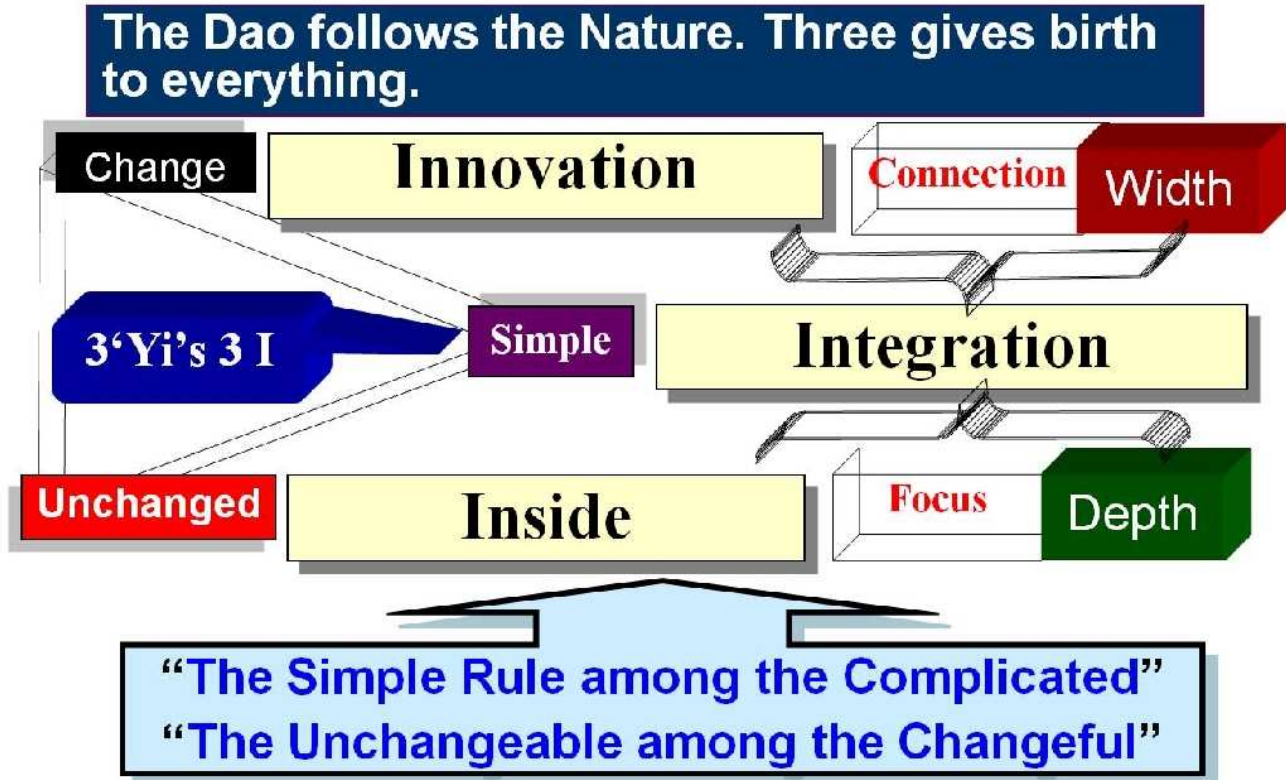 The Dao follows the Nature. Three gives birth
to everything.
Change
Innovation
Connection
Width
3‘Yi’s 3 I
Simple
Integration
Unchanged
Inside
Focus
Depth
“The Simple Rule among the Complicated”
“The Unchangeable among the Changeful”